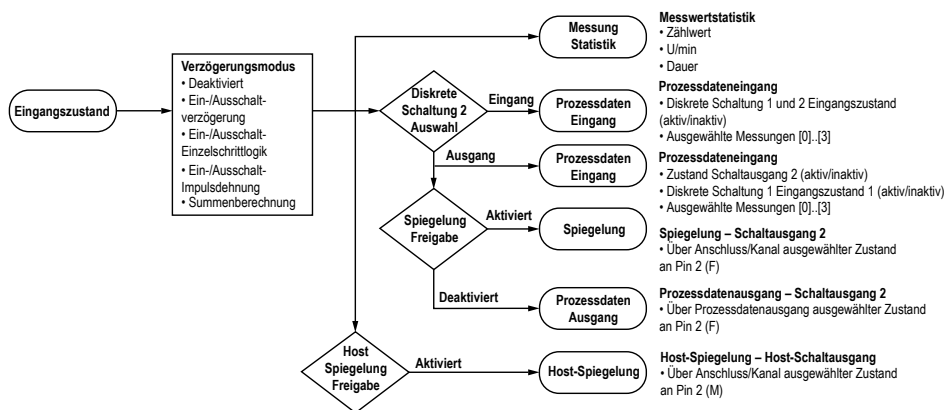 Eingangszustand
Verzögerungsmodus
• Deaktiviert
• Ein-/Ausschalt-
verzögerung
• Ein-/Ausschalt-
Einzelschrittlogik
• Ein-/Ausschalt-
Impulsdehnung
• Summenberechnung
Diskrete
Schaltung 2
Auswahl
Eingang
Ausgang
Spiegelung
Freigabe
Aktiviert
Deaktiviert
Host
Spiegelung
Freigabe
Aktiviert
Messung
Statistik
Prozessdaten
Eingang
Prozessdaten
Eingang
Spiegelung
Prozessdaten
Ausgang
Host-Spiegelung
Messwertstatistik
• Zählwert
• U/min
• Dauer
Prozessdateneingang
• Diskrete Schaltung 1 und 2 Eingangszustand
(aktiv/inaktiv)
• Ausgewählte Messungen [0]..[3]
Prozessdateneingang
• Zustand Schaltausgang 2 (aktiv/inaktiv)
• Diskrete Schaltung 1 Eingangszustand 1 (aktiv/inaktiv)
• Ausgewählte Messungen [0]..[3]
Spiegelung – Schaltausgang 2
• Über Anschluss/Kanal ausgewählter Zustand
an Pin 2 (F)
Prozessdatenausgang – Schaltausgang 2
• Über Prozessdatenausgang ausgewählter Zustand
an Pin 2 (F)
Host-Spiegelung – Host-Schaltausgang
• Über Anschluss/Kanal ausgewählter Zustand
an Pin 2 (M)